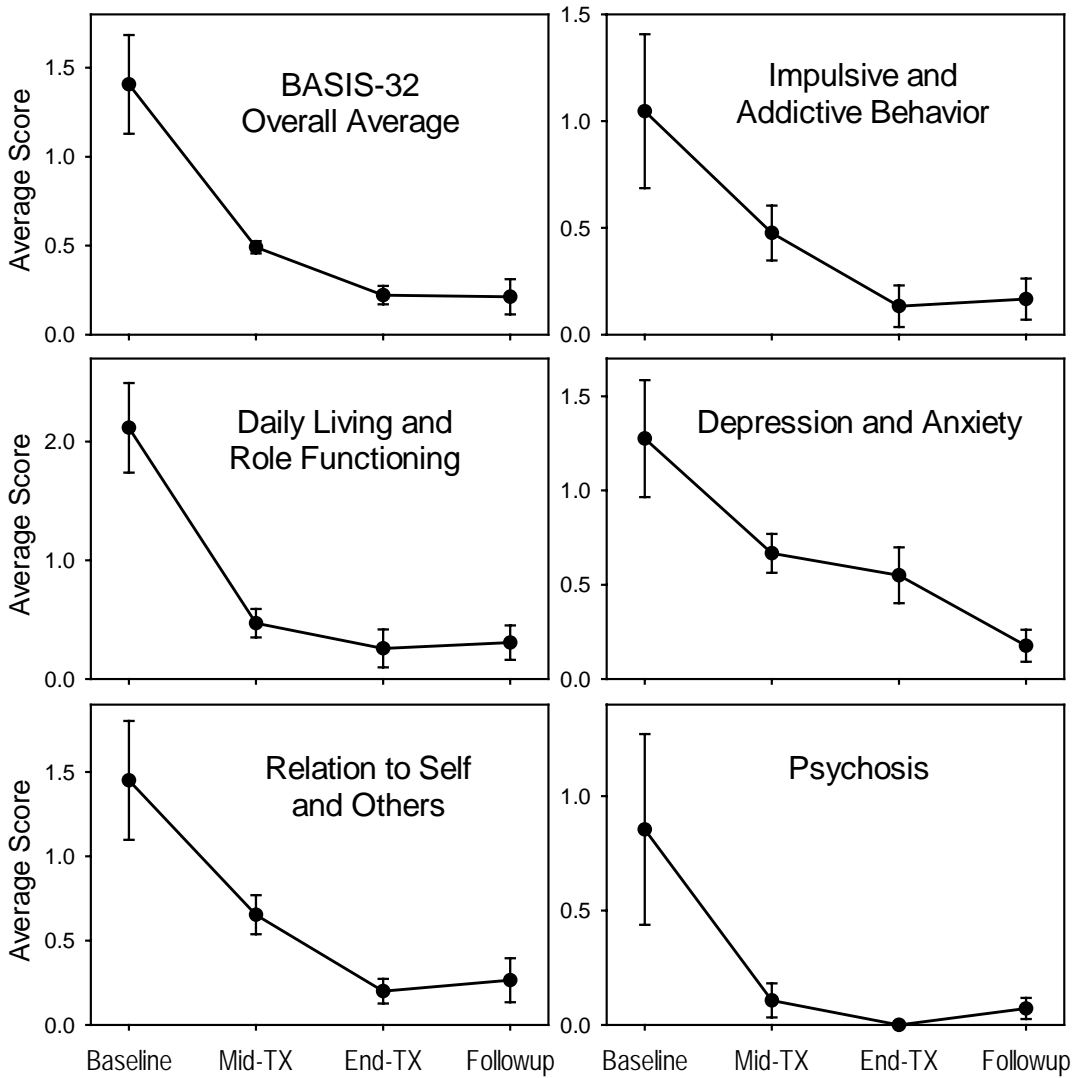 Average Score
1.5
1.0
0.5
0.0
BASIS-32
Overall Average
1.5
1.0
0.5
0.0
Impulsive and
Addictive Behavior
Average Score
2.0
1.0
0.0
Daily Living and
Role Functioning
1.5
1.0
0.5
0.0
Depression and Anxiety
Average Score
1.5
1.0
0.5
0.0
Relation to Self
and Others
1.0
0.5
0.0
Psychosis
Baseline Mid-TX End-TX Followup
Baseline Mid-TX End-TX Followup